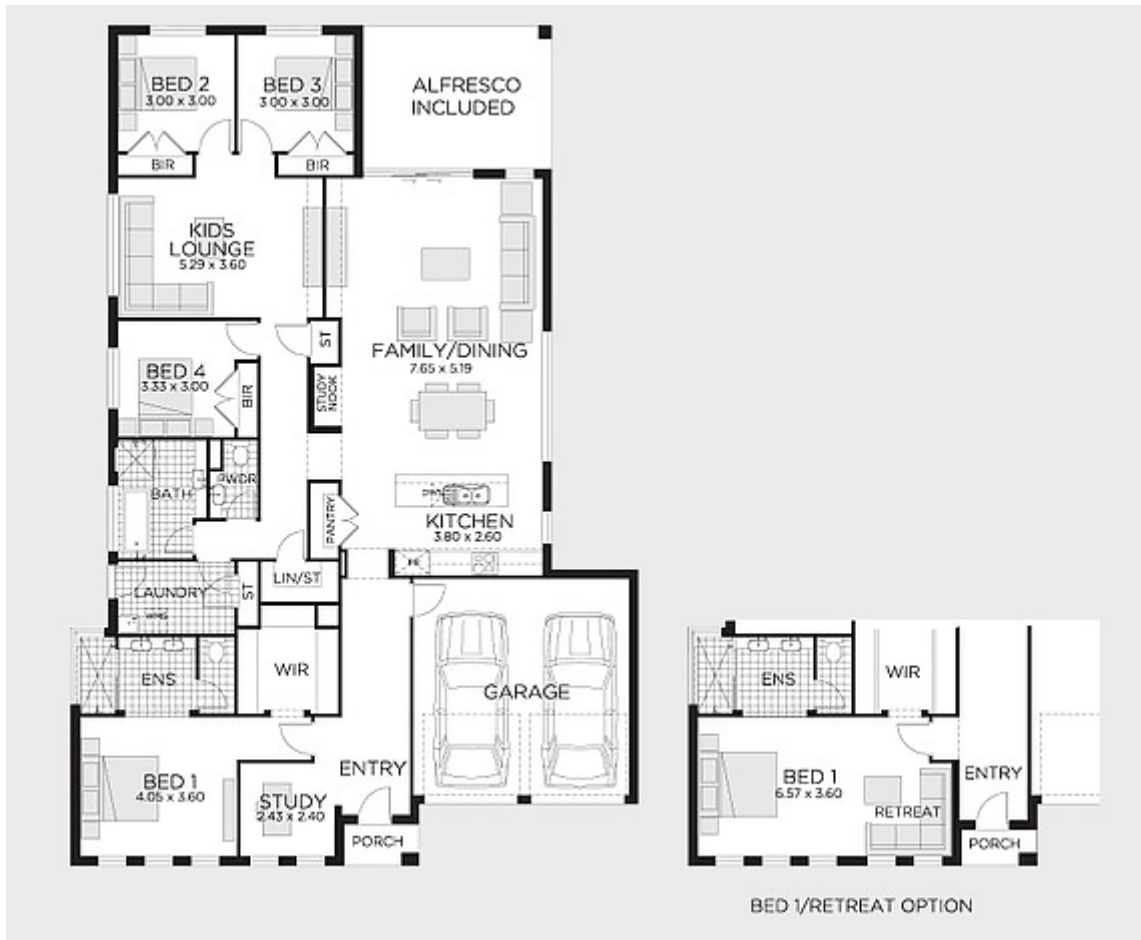 BED 2
3.00 x 3.00
BED 3
3.00 x 3.00
ALFRESCO
INCLUDED
BIR
BIR
KIDS
LOUNGE
5.29 x 3.60
ST
FAMILY/DINING
7.65 x 5.19
BED 4
3.33 x 3.00
BIR
STUDY
NOOK
BATH
PWDR
PANTRY
KITCHEN
3.80 x 2.60
LAUNDRY
ST
LIN/ST
ENS
WIR
GARAGE
BED 1
4.05 x 3.60
STUDY
2.43 x 2.40
ENTRY
PORCH
ENS
WIR
BED 1
6.57 x 3.60
RETREAT
ENTRY
PORCH
BED 1/RETREAT OPTION